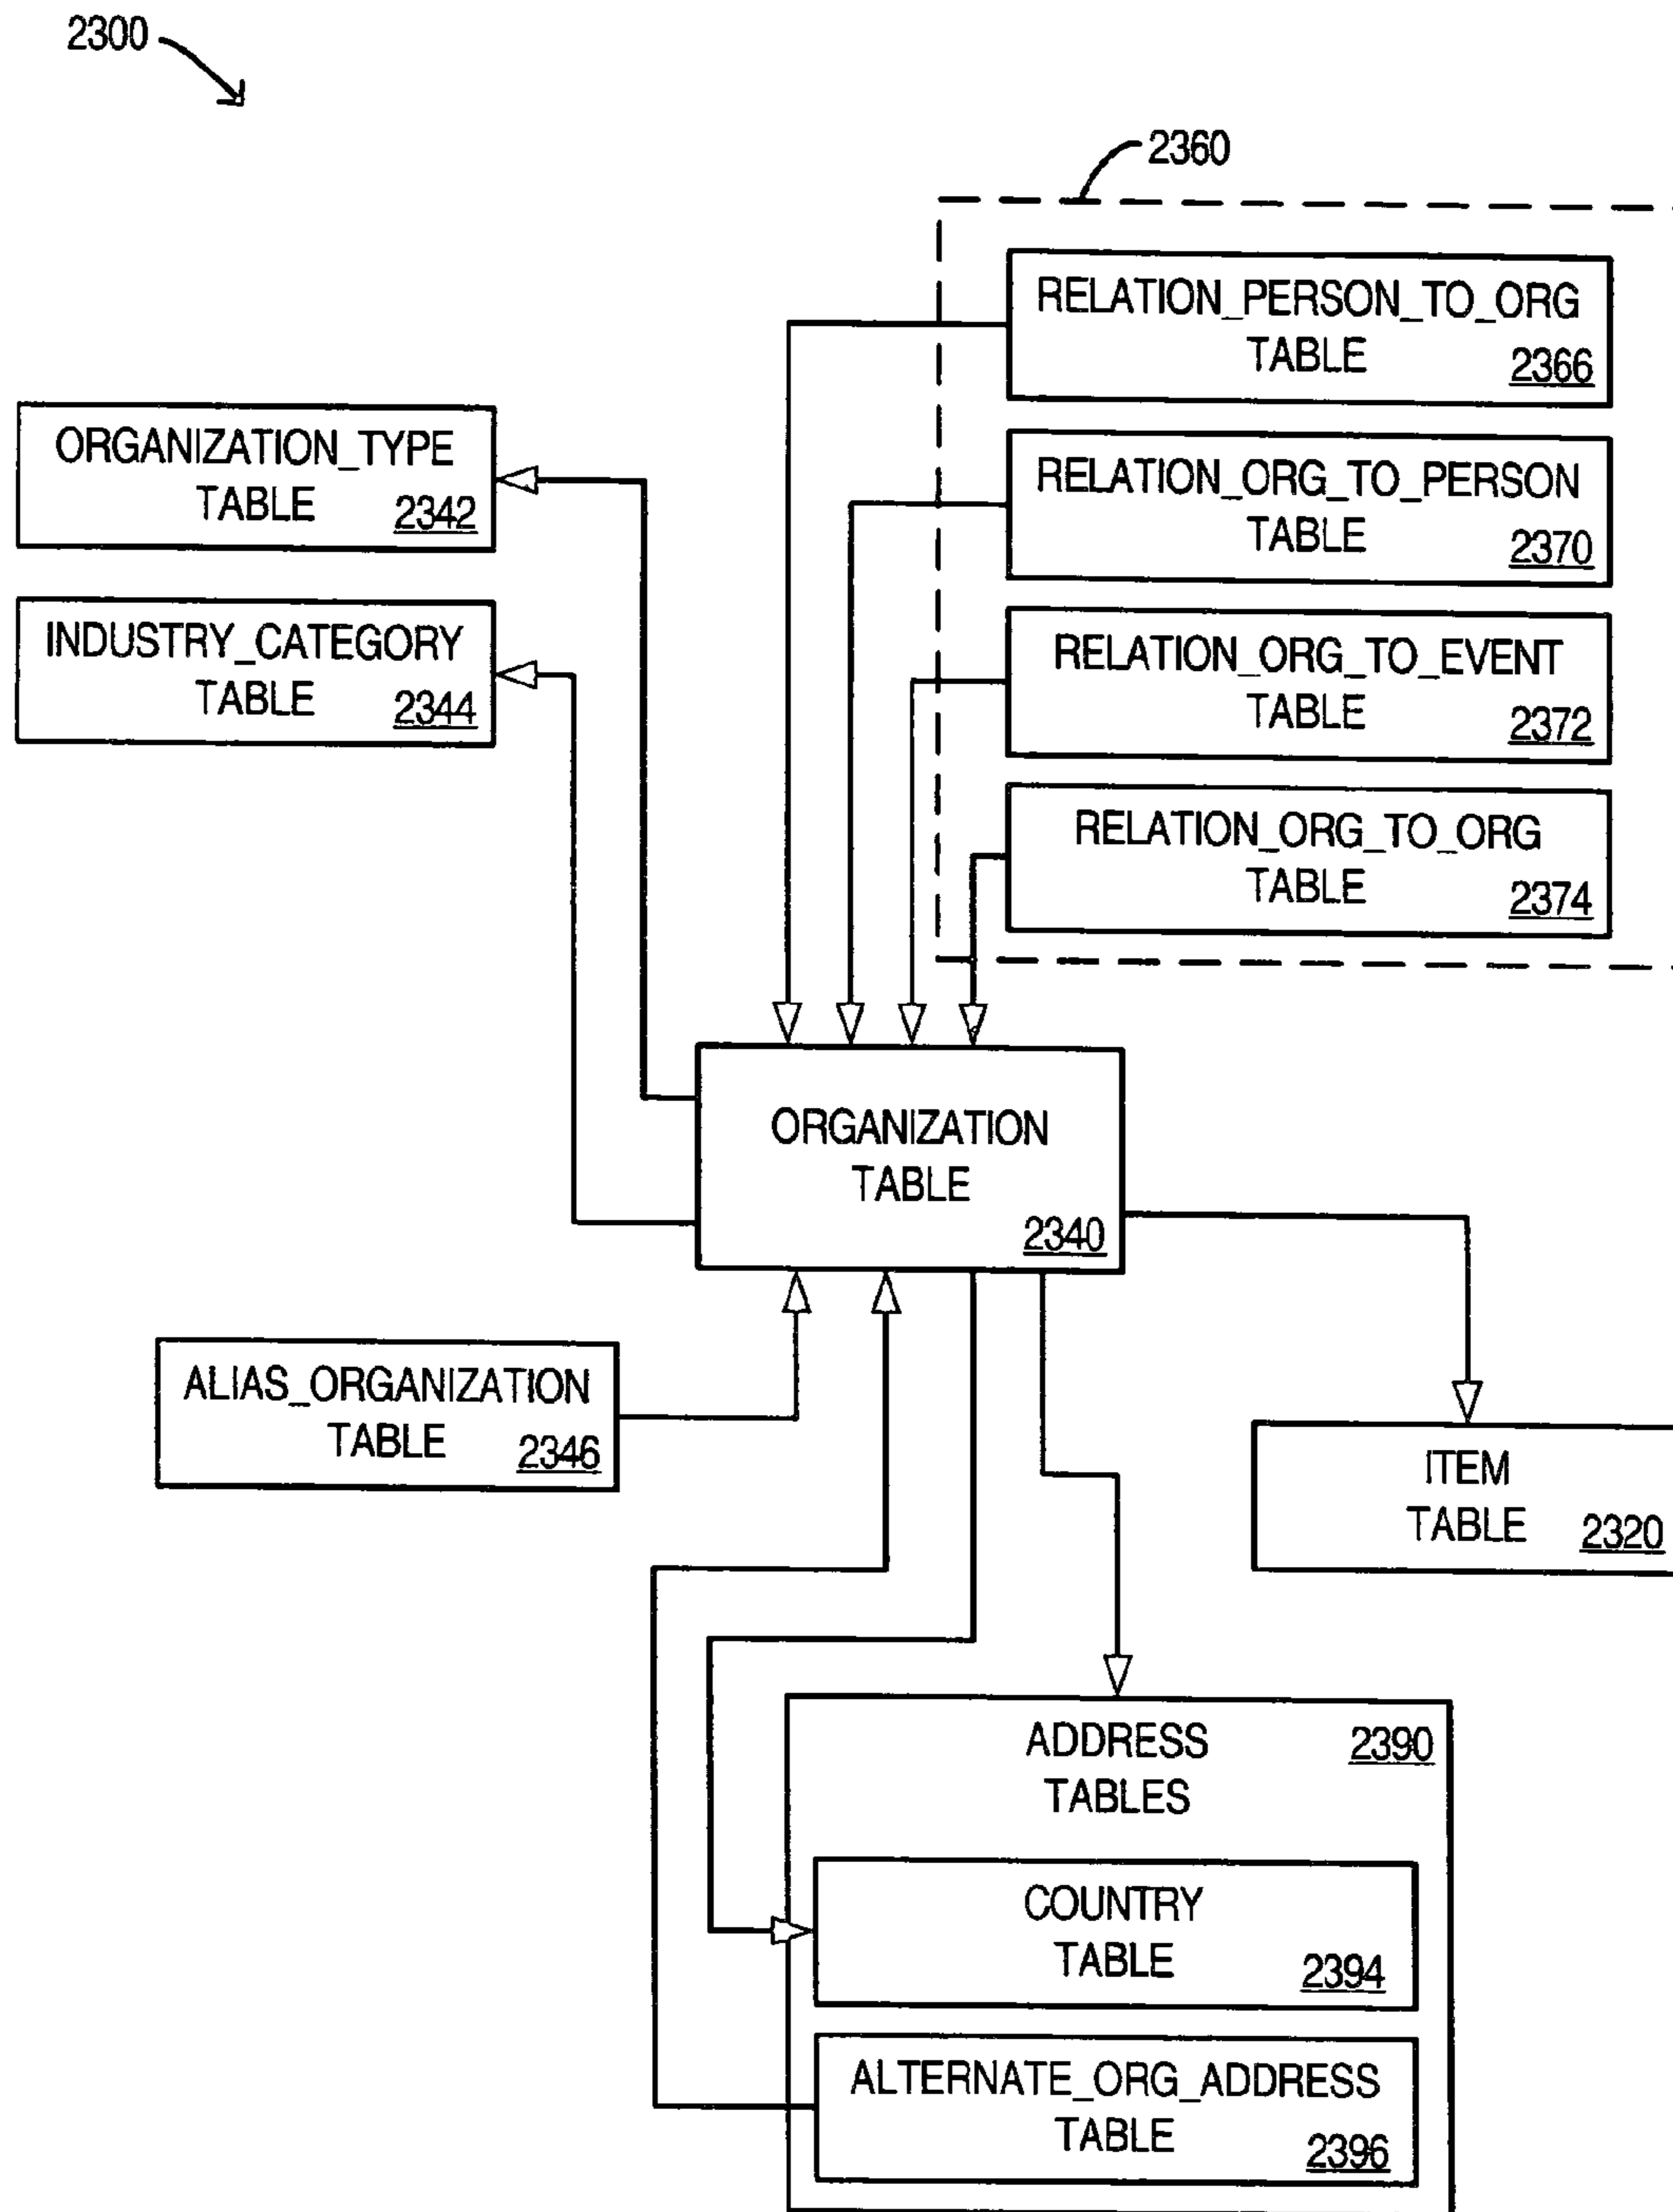 2300
2360
RELATION_PERSON_TO_ORG
TABLE 2366
ORGANIZATION_TYPE
TABLE 2342
RELATION_ORG_TO_PERSON
TABLE 2370
INDUSTRY_CATEGORY
TABLE 2344
RELATION_ORG_TO_EVENT
TABLE 2372
RELATION_ORG_TO_ORG
TABLE 2374
ORGANIZATION
TABLE
2340
ALIAS_ORGANIZATION
TABLE 2346
ITEM
TABLE 2320
ADDRESS 2390
TABLES
COUNTRY
TABLE 2394
ALTERNATE_ORG_ADDRESS
TABLE 2396